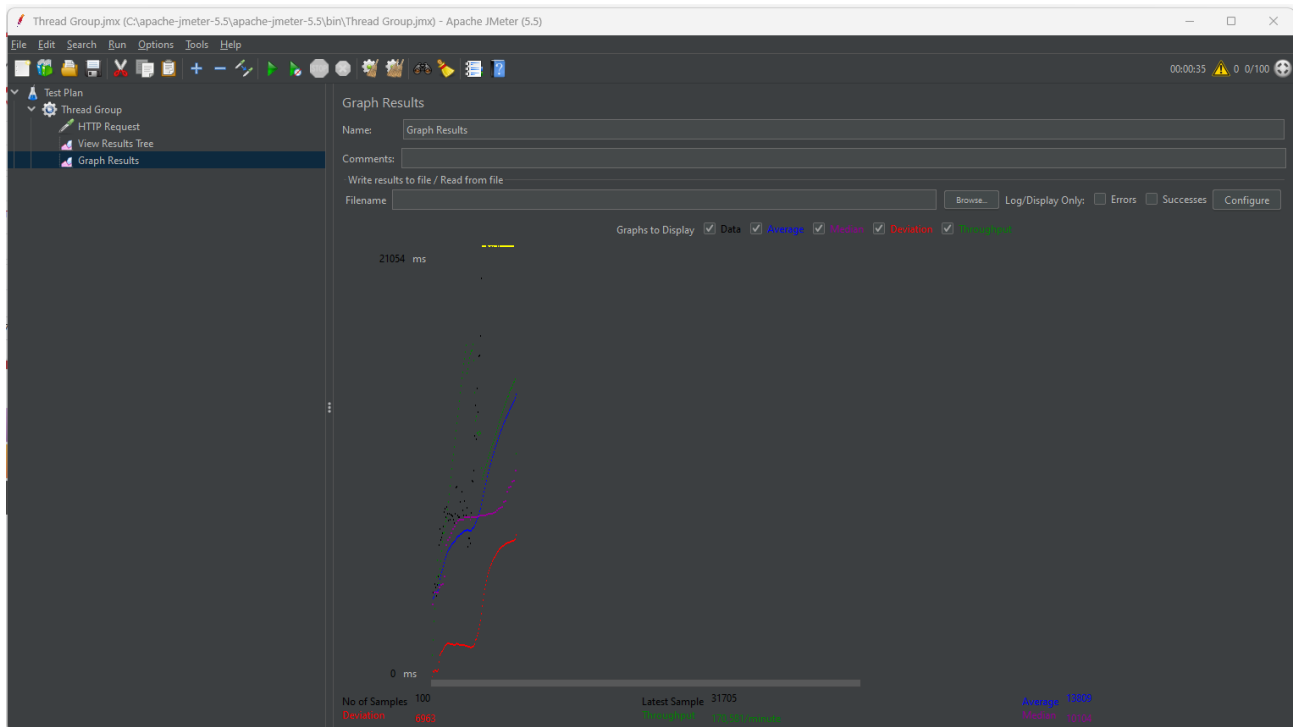 Thread Group.jmx (C:\apache-jmeter-5.5\apache-jmeter-5.5\bin\Thread Group.jmx) - Apache JMeter (5.5)
File Edit Search Run Options Tools Help
00:00:35 0 0/100
Test Plan
Thread Group
HTTP Request
View Results Tree
Graph Results
Graph Results
Name: Graph Results
Comments:
Write results to file / Read from file
Filename Browse... Log/Display Only: Errors Successes Configure
Graphs to Display Data Average Median Deviation Throughput
21054 ms
0 ms
No of Samples 100 Latest Sample 31705 Average 15809
Deviation 6963 Throughput Median